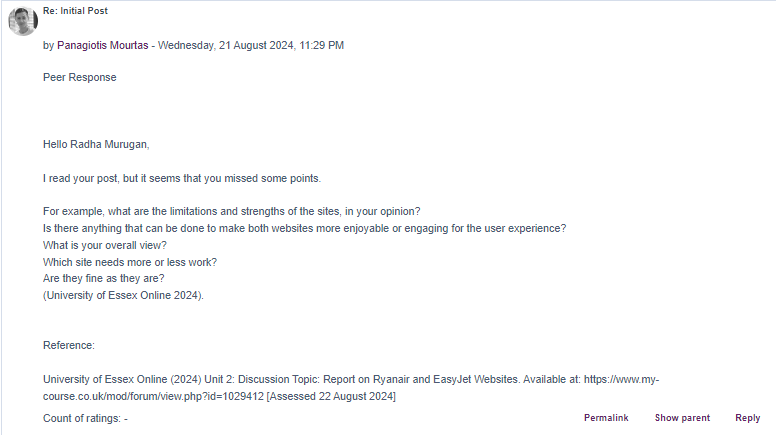 Re: Initial Post
by Panagiotis Mourtas - Wednesday, 21 August 2024, 11:29 PM
Peer Response
Hello Radha Murugan,
I read your post, but it seems that you missed some points.
For example, what are the limitations and strengths of the sites, in your opinion?
Is there anything that can be done to make both websites more enjoyable or engaging for the user experience?
What is your overall view?
Which site needs more or less work?
Are they fine as they are?
(University of Essex Online 2024).
Reference:
University of Essex Online (2024) Unit 2: Discussion Topic: Report on Ryanair and EasyJet Websites. Available at: https://www.my-
course.co.uk/mod/forum/view.php?id=1029412 [Assessed 22 August 2024]
Count of ratings: -
Permalink Show parent Reply